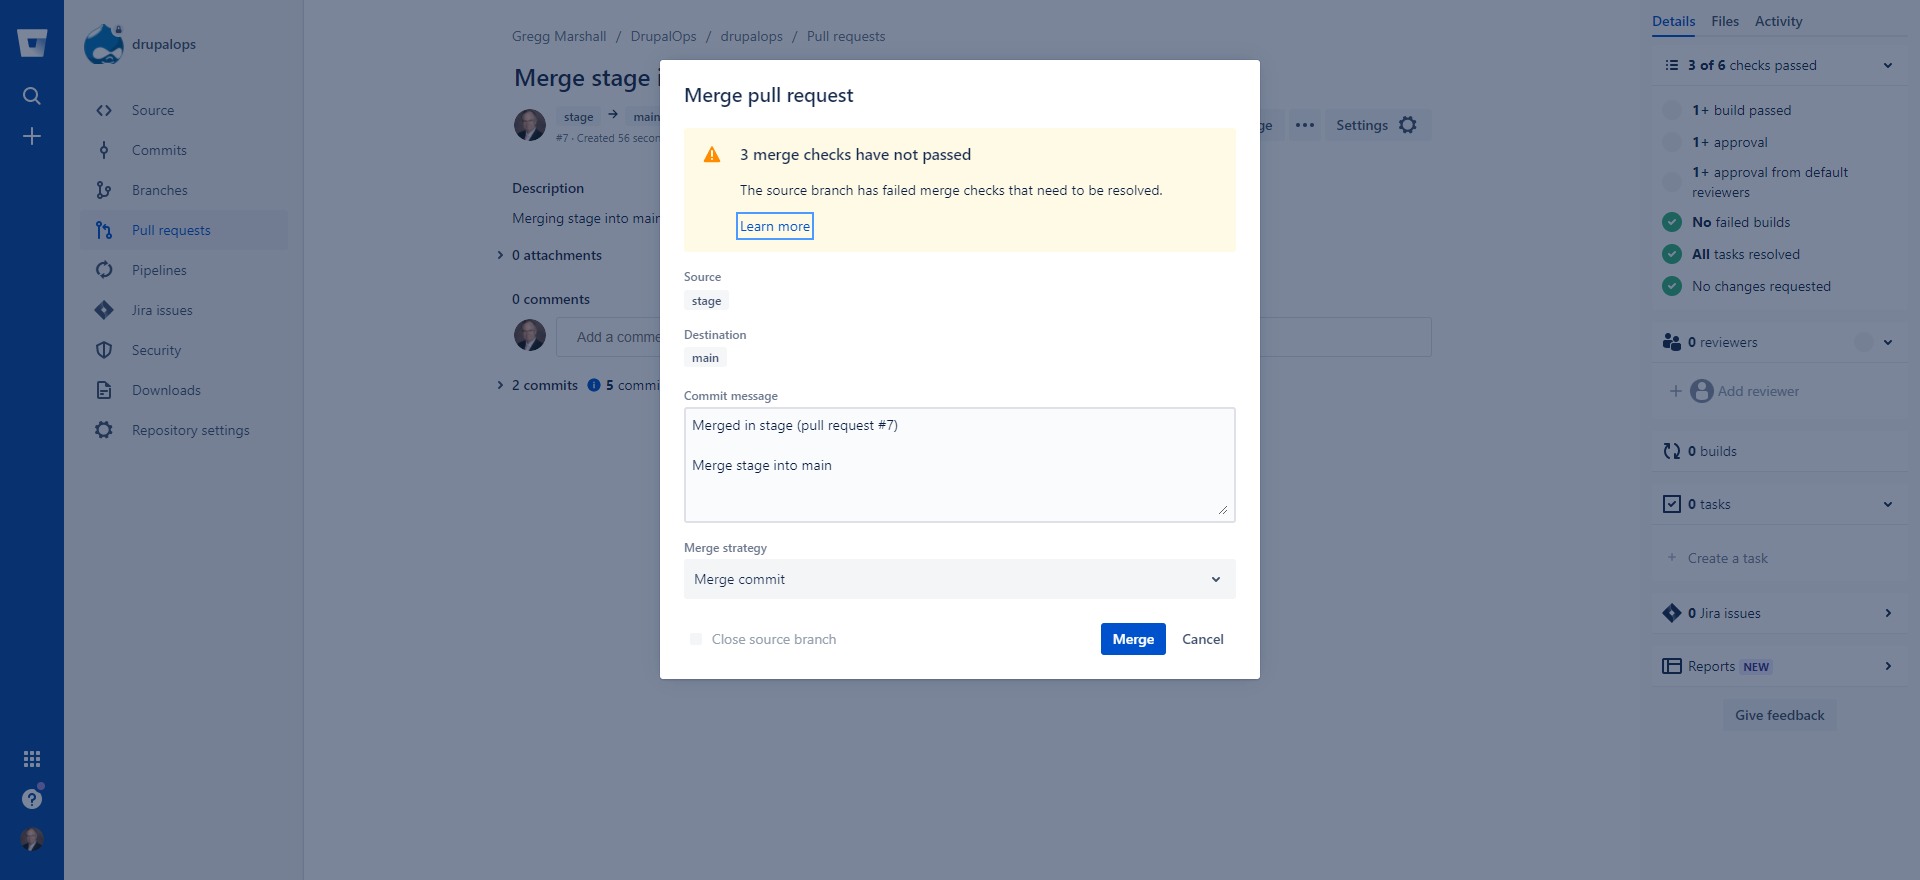 drupalops
Source
Commits
Branches
Pull requests
Pipelines
Jira issues
Security
Downloads
Repository settings
Gregg Marshall / DrupalOps / drupalops / Pull requests
Merge stage
stage → main
#7 · Created 56 secon
ge
Settings
Description
Merging stage into main
0 attachments
0 comments
Add a comme
2 commits 5 commi
Merge pull request
3 merge checks have not passed
The source branch has failed merge checks that need to be resolved.
Learn more
Source
stage
Destination
main
Commit message
Merged in stage (pull request #7)
Merge stage into main
Merge strategy
Merge commit
Close source branch
Merge
Cancel
Details Files Activity
3 of 6 checks passed
1+ build passed
1+ approval
1+ approval from default
reviewers
No failed builds
All tasks resolved
No changes requested
0 reviewers
Add reviewer
0 builds
0 tasks
+ Create a task
0 Jira issues
Reports NEW
Give feedback